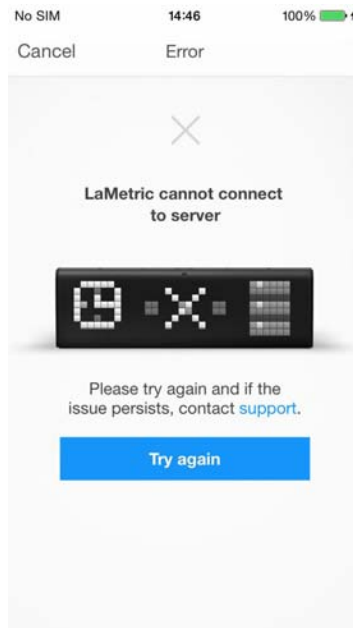 No SIM 14:46 100%
Cancel Error
LaMetric cannot connect
to server
Please try again and if the
issue persists, contact support.
Try again